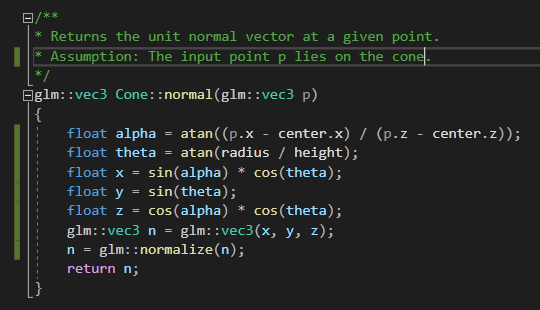 /**
* Returns the unit normal vector at a given point.
* Assumption: The input point p lies on the cone.
*/
glm::vec3 Cone::normal(glm::vec3 p)
{
float alpha = atan((p.x - center.x) / (p.z - center.z));
float theta = atan(radius / height);
float x = sin(alpha) * cos(theta);
float y = sin(theta);
float z = cos(alpha) * cos(theta);
glm::vec3 n = glm::vec3(x, y, z);
n = glm::normalize(n);
return n;
}